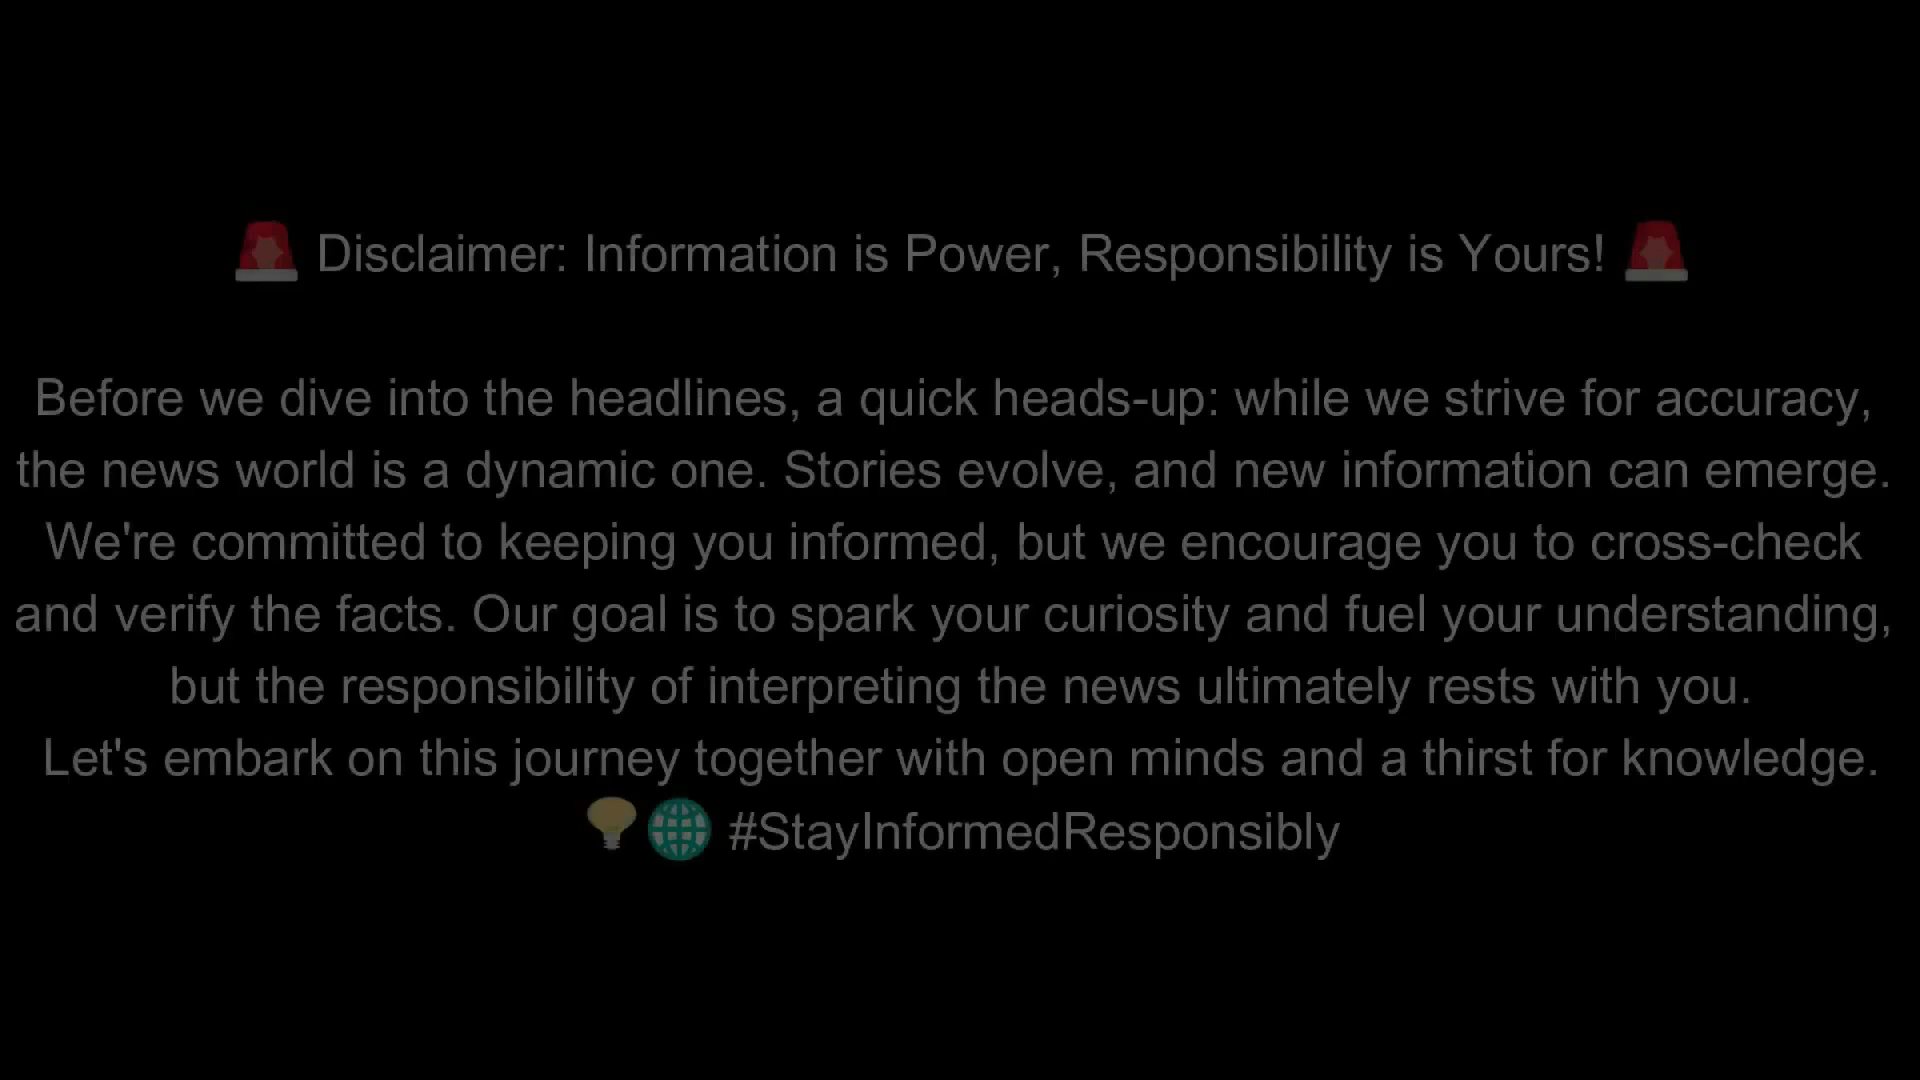 🚨 Disclaimer: Information is Power, Responsibility is Yours! 🚨
Before we dive into the headlines, a quick heads-up: while we strive for accuracy,
the news world is a dynamic one. Stories evolve, and new information can emerge.
We're committed to keeping you informed, but we encourage you to cross-check
and verify the facts. Our goal is to spark your curiosity and fuel your understanding,
but the responsibility of interpreting the news ultimately rests with you.
Let's embark on this journey together with open minds and a thirst for knowledge.
💡🌐 #StayInformedResponsibly